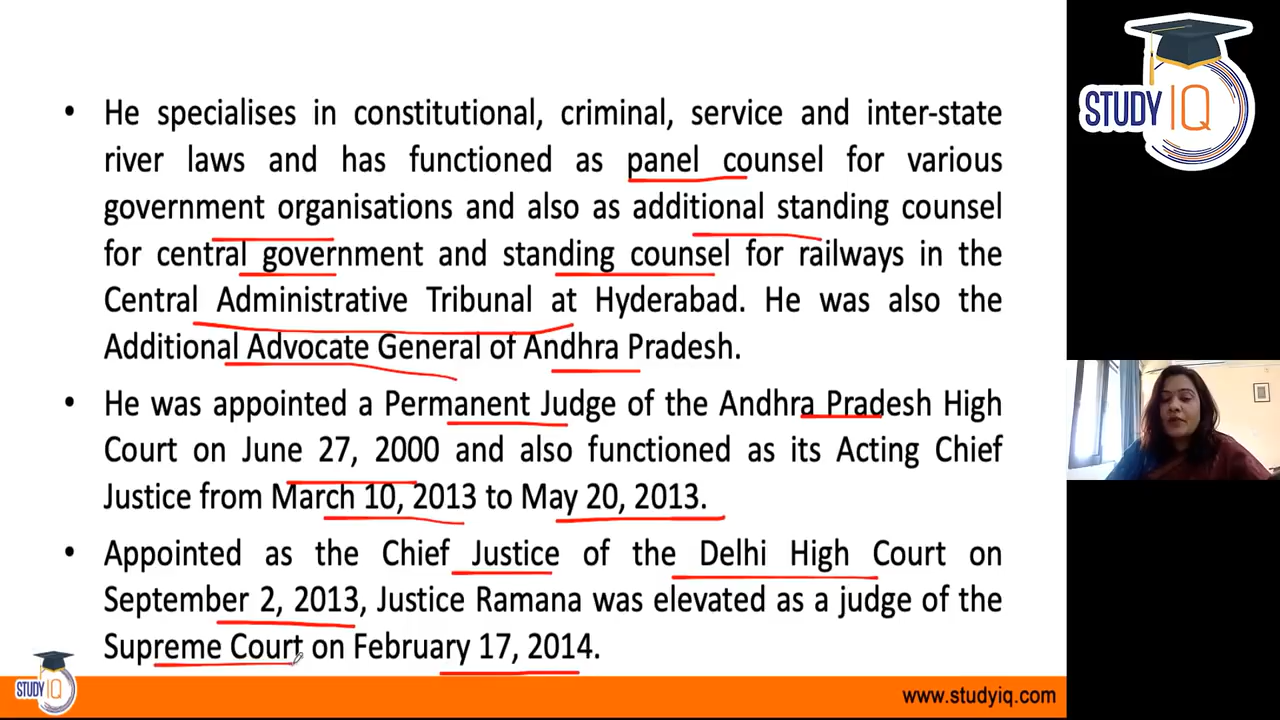 • He specialises in constitutional, criminal, service and inter-state
river laws and has functioned as panel counsel for various
government organisations and also as additional standing counsel
for central government and standing counsel for railways in the
Central Administrative Tribunal at Hyderabad. He was also the
Additional Advocate General of Andhra Pradesh.
• He was appointed a Permanent Judge of the Andhra Pradesh High
Court on June 27, 2000 and also functioned as its Acting Chief
Justice from March 10, 2013 to May 20, 2013.
• Appointed as the Chief Justice of the Delhi High Court on
September 2, 2013, Justice Ramana was elevated as a judge of the
Supreme Court on February 17, 2014.
STUDY IQ
STUDY IQ
www.studyiq.com